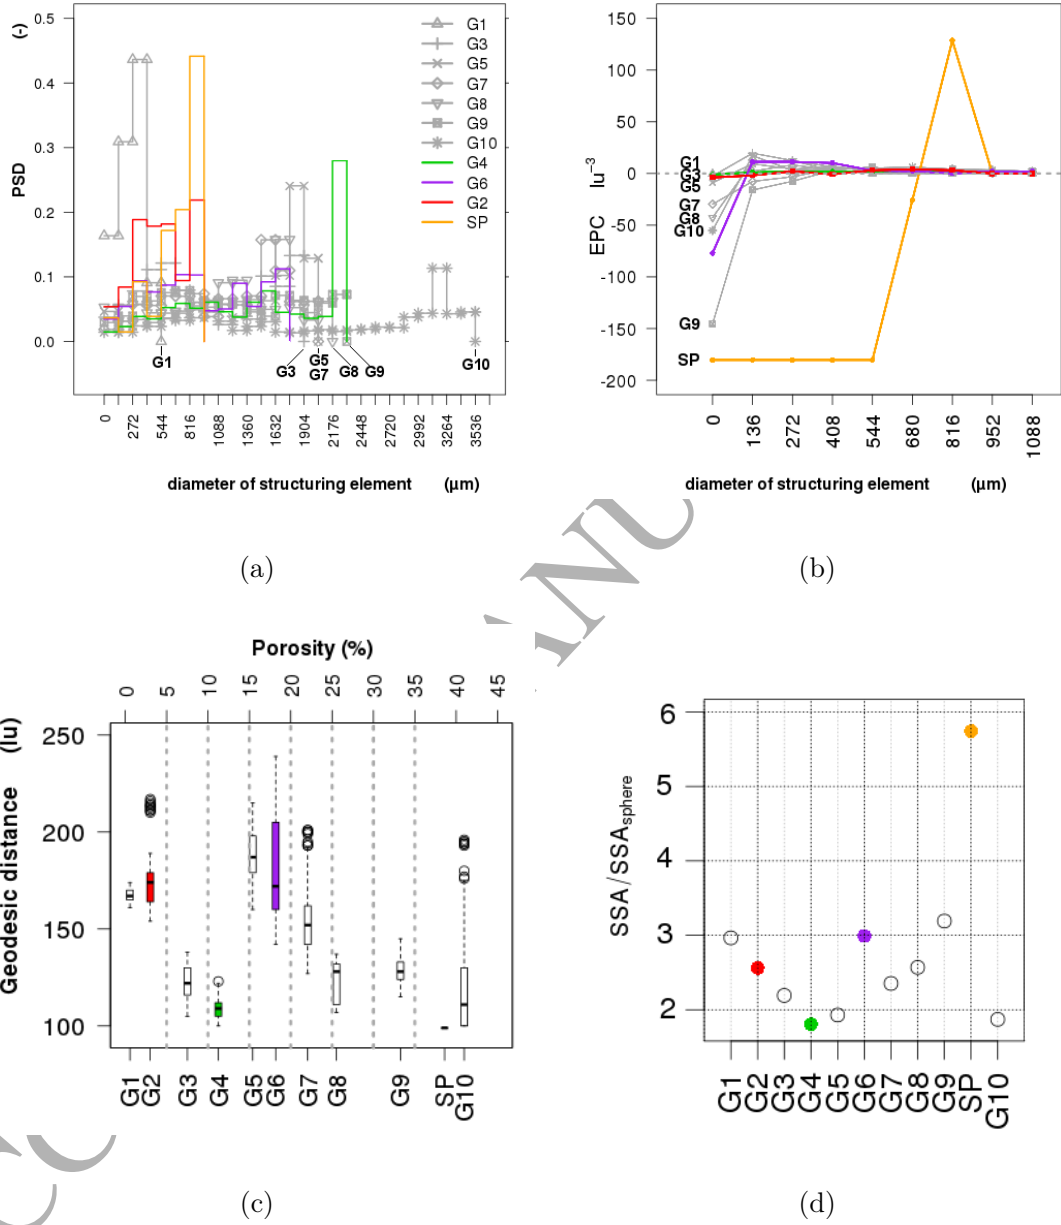 PSD (-)
0.5
0.4
0.3
0.2
0.1
0.0
G1
G3
G5
G7
G8
G9
G10
G4
G6
G2
SP
G1
G3
G5
G7
G8
G9
G10
0 272 544 816 1088 1360 1632 1904 2176 2448 2720 2992 3264 3536
diameter of structuring element (µm)
(a)
EPC lu⁻³
150
100
50
0
-50
-100
-150
-200
G1
G3
G5
G7
G8
G10
G9
SP
0 136 272 408 544 680 816 952 1088
diameter of structuring element (µm)
(b)
Porosity (%)
0 5 10 15 20 25 30 35 41 45
Geodesic distance (lu)
250
200
150
100
G1 G2 G3 G4 G5 G6 G7 G8 G9 SP G10
(c)
SSA/SSAsphere
6
5
4
3
2
G1 G2 G3 G4 G5 G6 G7 G8 G9 SP G10
(d)